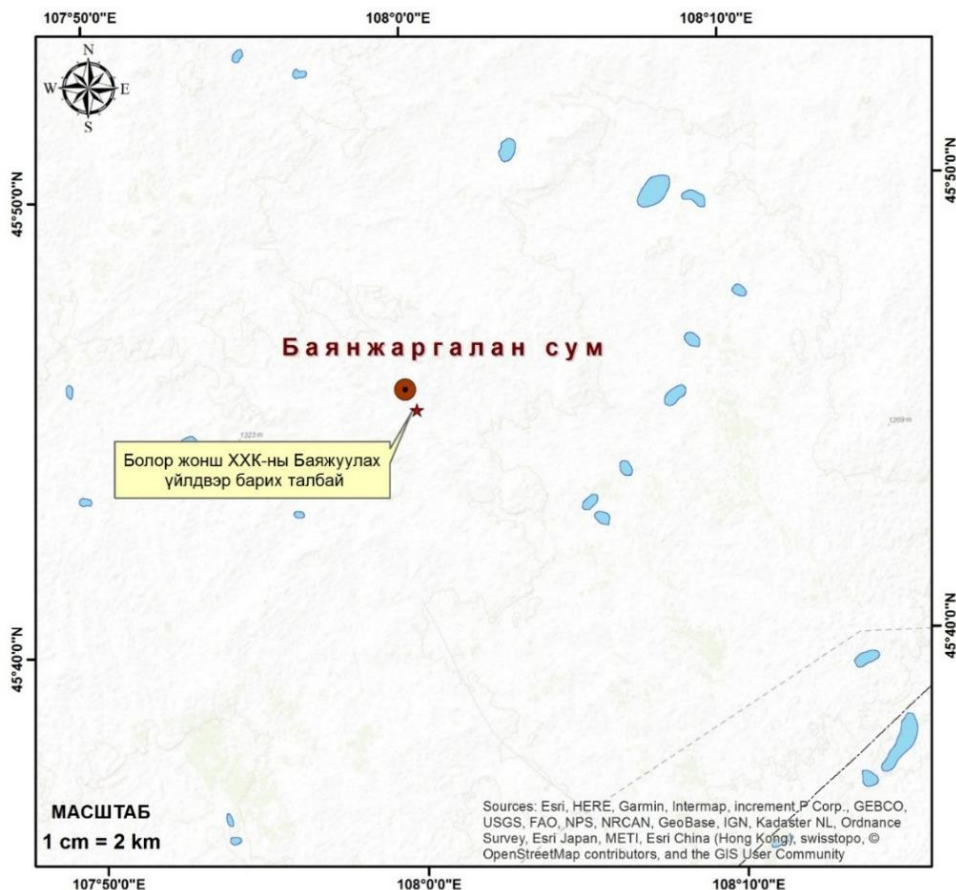 107°50'0"E
108°0'0"E
108°10'0"E
N
W
E
S
45°50'0"N
45°50'0"N
Баянжаргалан сум
1323 m
1209 m
Болор жонш ХХК-ны Баяжуулах
үйлдвэр барих талбай
45°40'0"N
45°40'0"N
МАСШТАБ
1 cm = 2 km
Sources: Esri, HERE, Garmin, Intermap, increment P Corp., GEBCO,
USGS, FAO, NPS, NRCAN, GeoBase, IGN, Kadaster NL, Ordnance
Survey, Esri Japan, METI, Esri China (Hong Kong), swisstopo, ©
OpenStreetMap contributors, and the GIS User Community
107°50'0"E
108°0'0"E
108°10'0"E